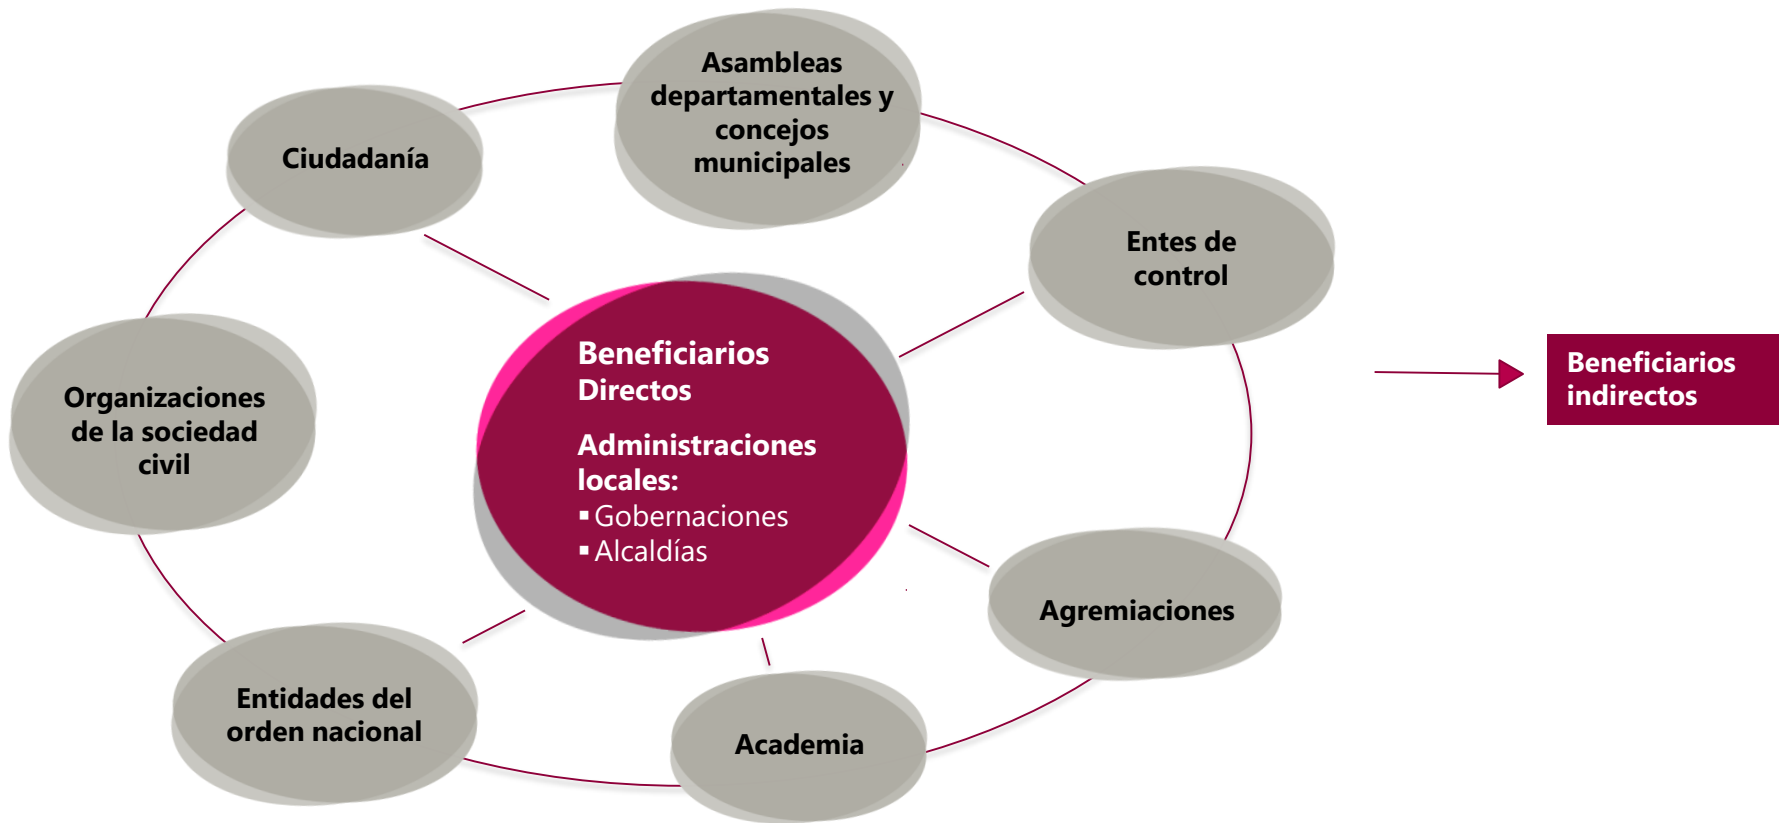 Asambleas
departamentales y
concejos
municipales
Ciudadanía
Entes de
control
Beneficiarios
Directos
Administraciones
locales:
▪ Gobernaciones
▪ Alcaldías
Beneficiarios
indirectos
Organizaciones
de la sociedad
civil
Agremiaciones
Entidades del
orden nacional
Academia